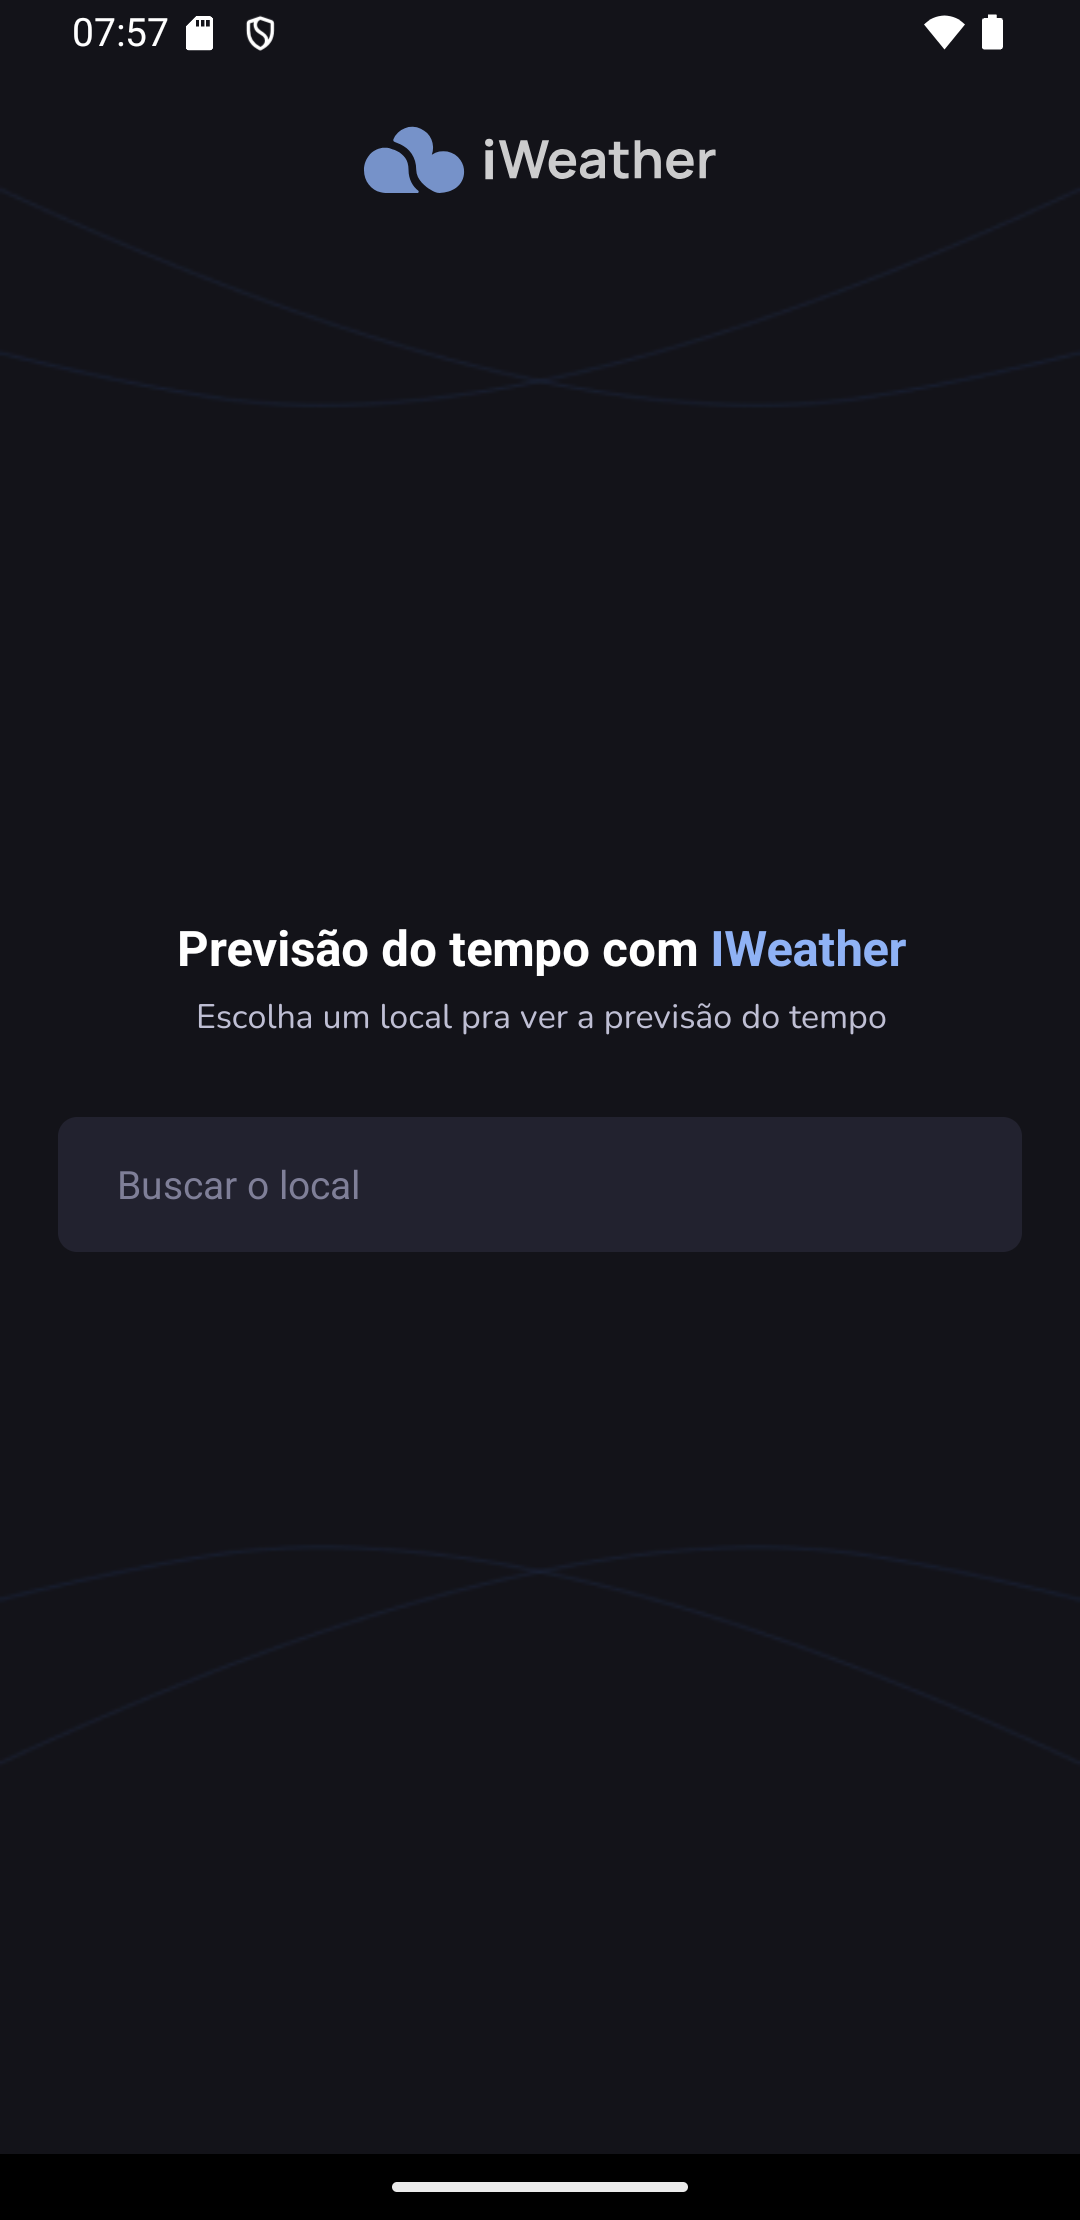 07:57
iWeather
Previsão do tempo com IWeather
Escolha um local pra ver a previsão do tempo
Buscar o local